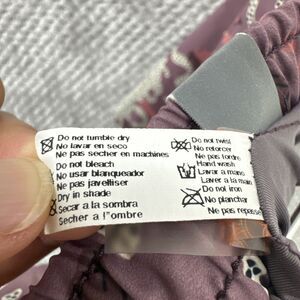 Do not tumble dry
No lavar en seco
Ne pas secher en machines
Do not bleach
No usar blanqueador
Ne pas javelliser
Dry in shade
Secar a la sombra
Secher a l"ombre
Do not twist
No retorcer
Ne pas tordre
Hand wash
Lavar a mano
Laver a la main
Do not iron
No planchar
Ne pas repasse